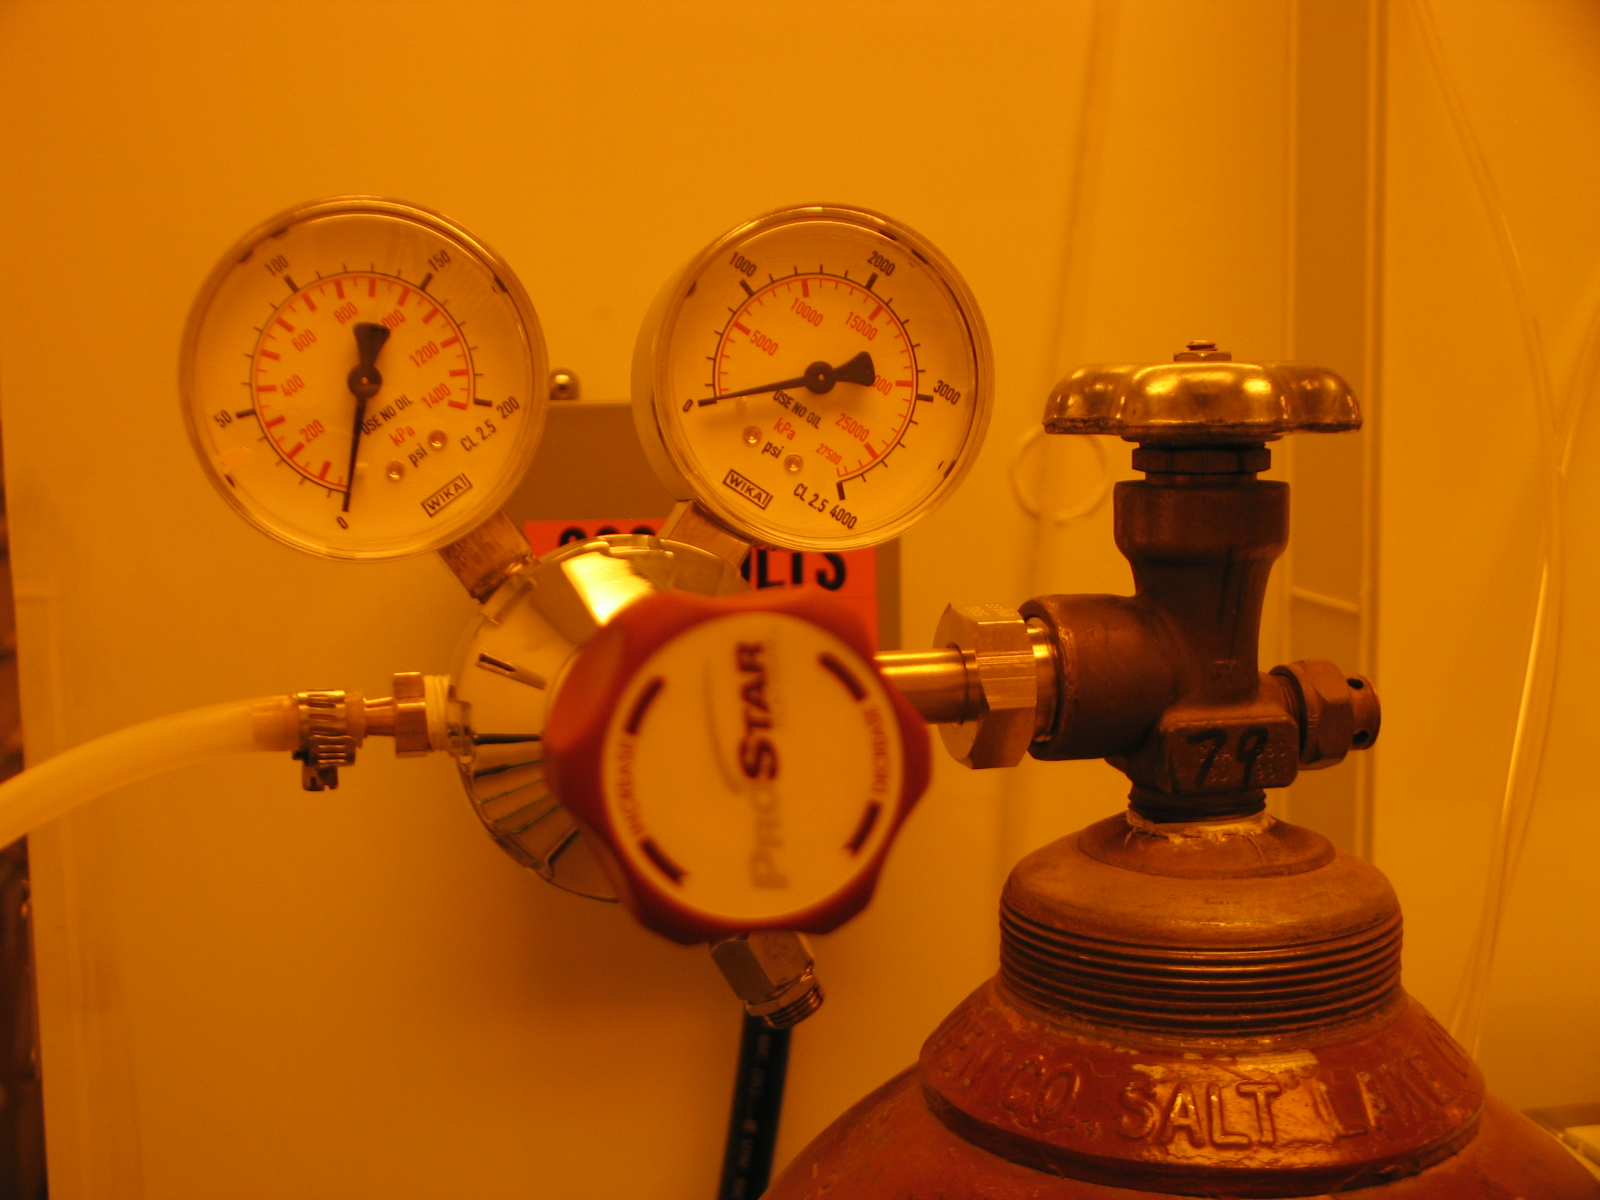 100
150
50
200
0
200
400
600
800
1200
1400
USE NO OIL
kPa
psi
CL 2.5
WIKA
1000
2000
3000
4000
0
5000
10000
15000
25000
27500
USE NO OIL
kPa
psi
CL 2.5
WIKA
PROSTAR
INCREASE
79
SALT LAKE